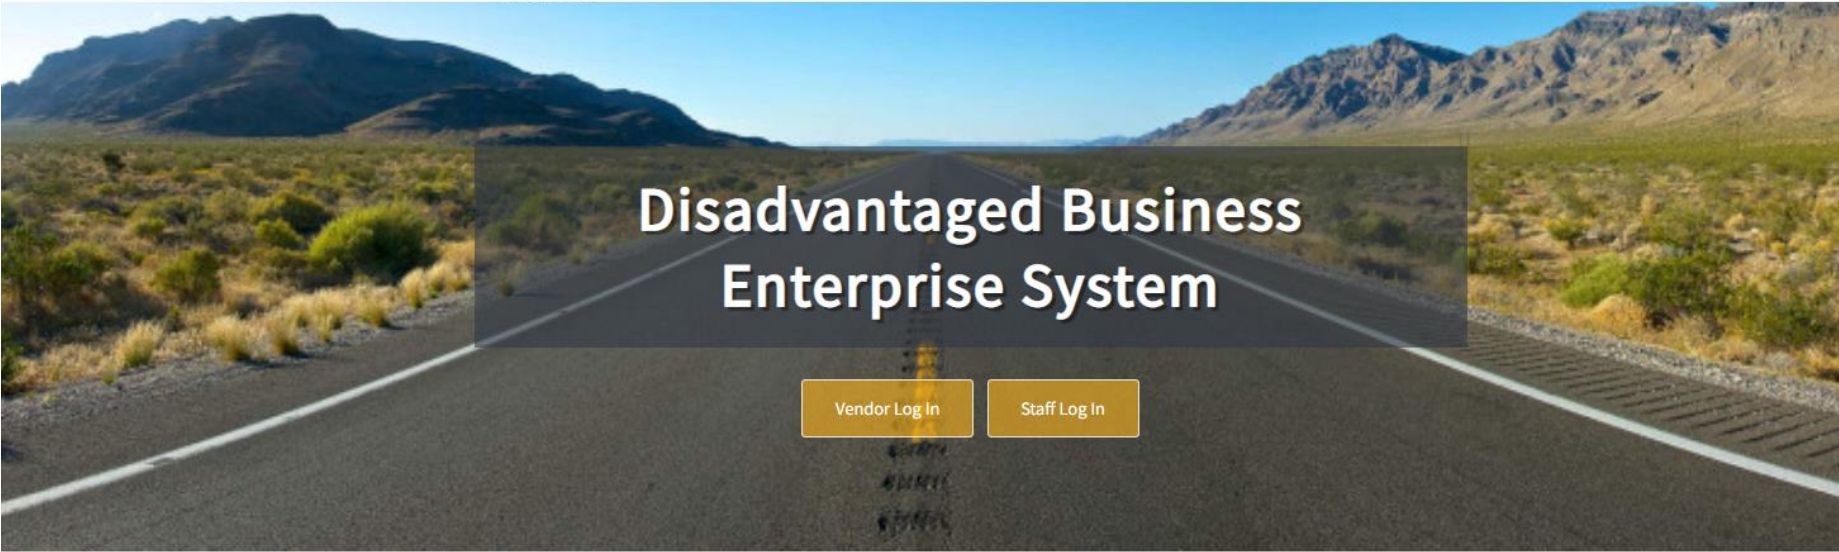 Disadvantaged Business
Enterprise System
Vendor Log In
Staff Log In